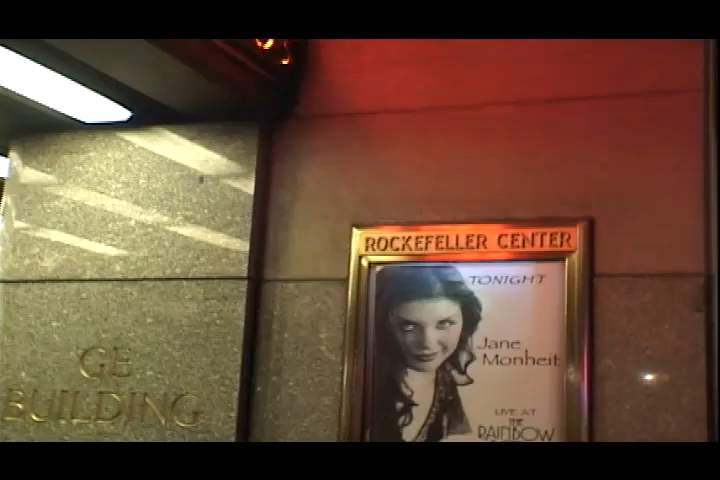 GE
BUILDING
ROCKEFELLER CENTER
TONIGHT
Jane
Monheit
LIVE AT
THE
RAINBOW